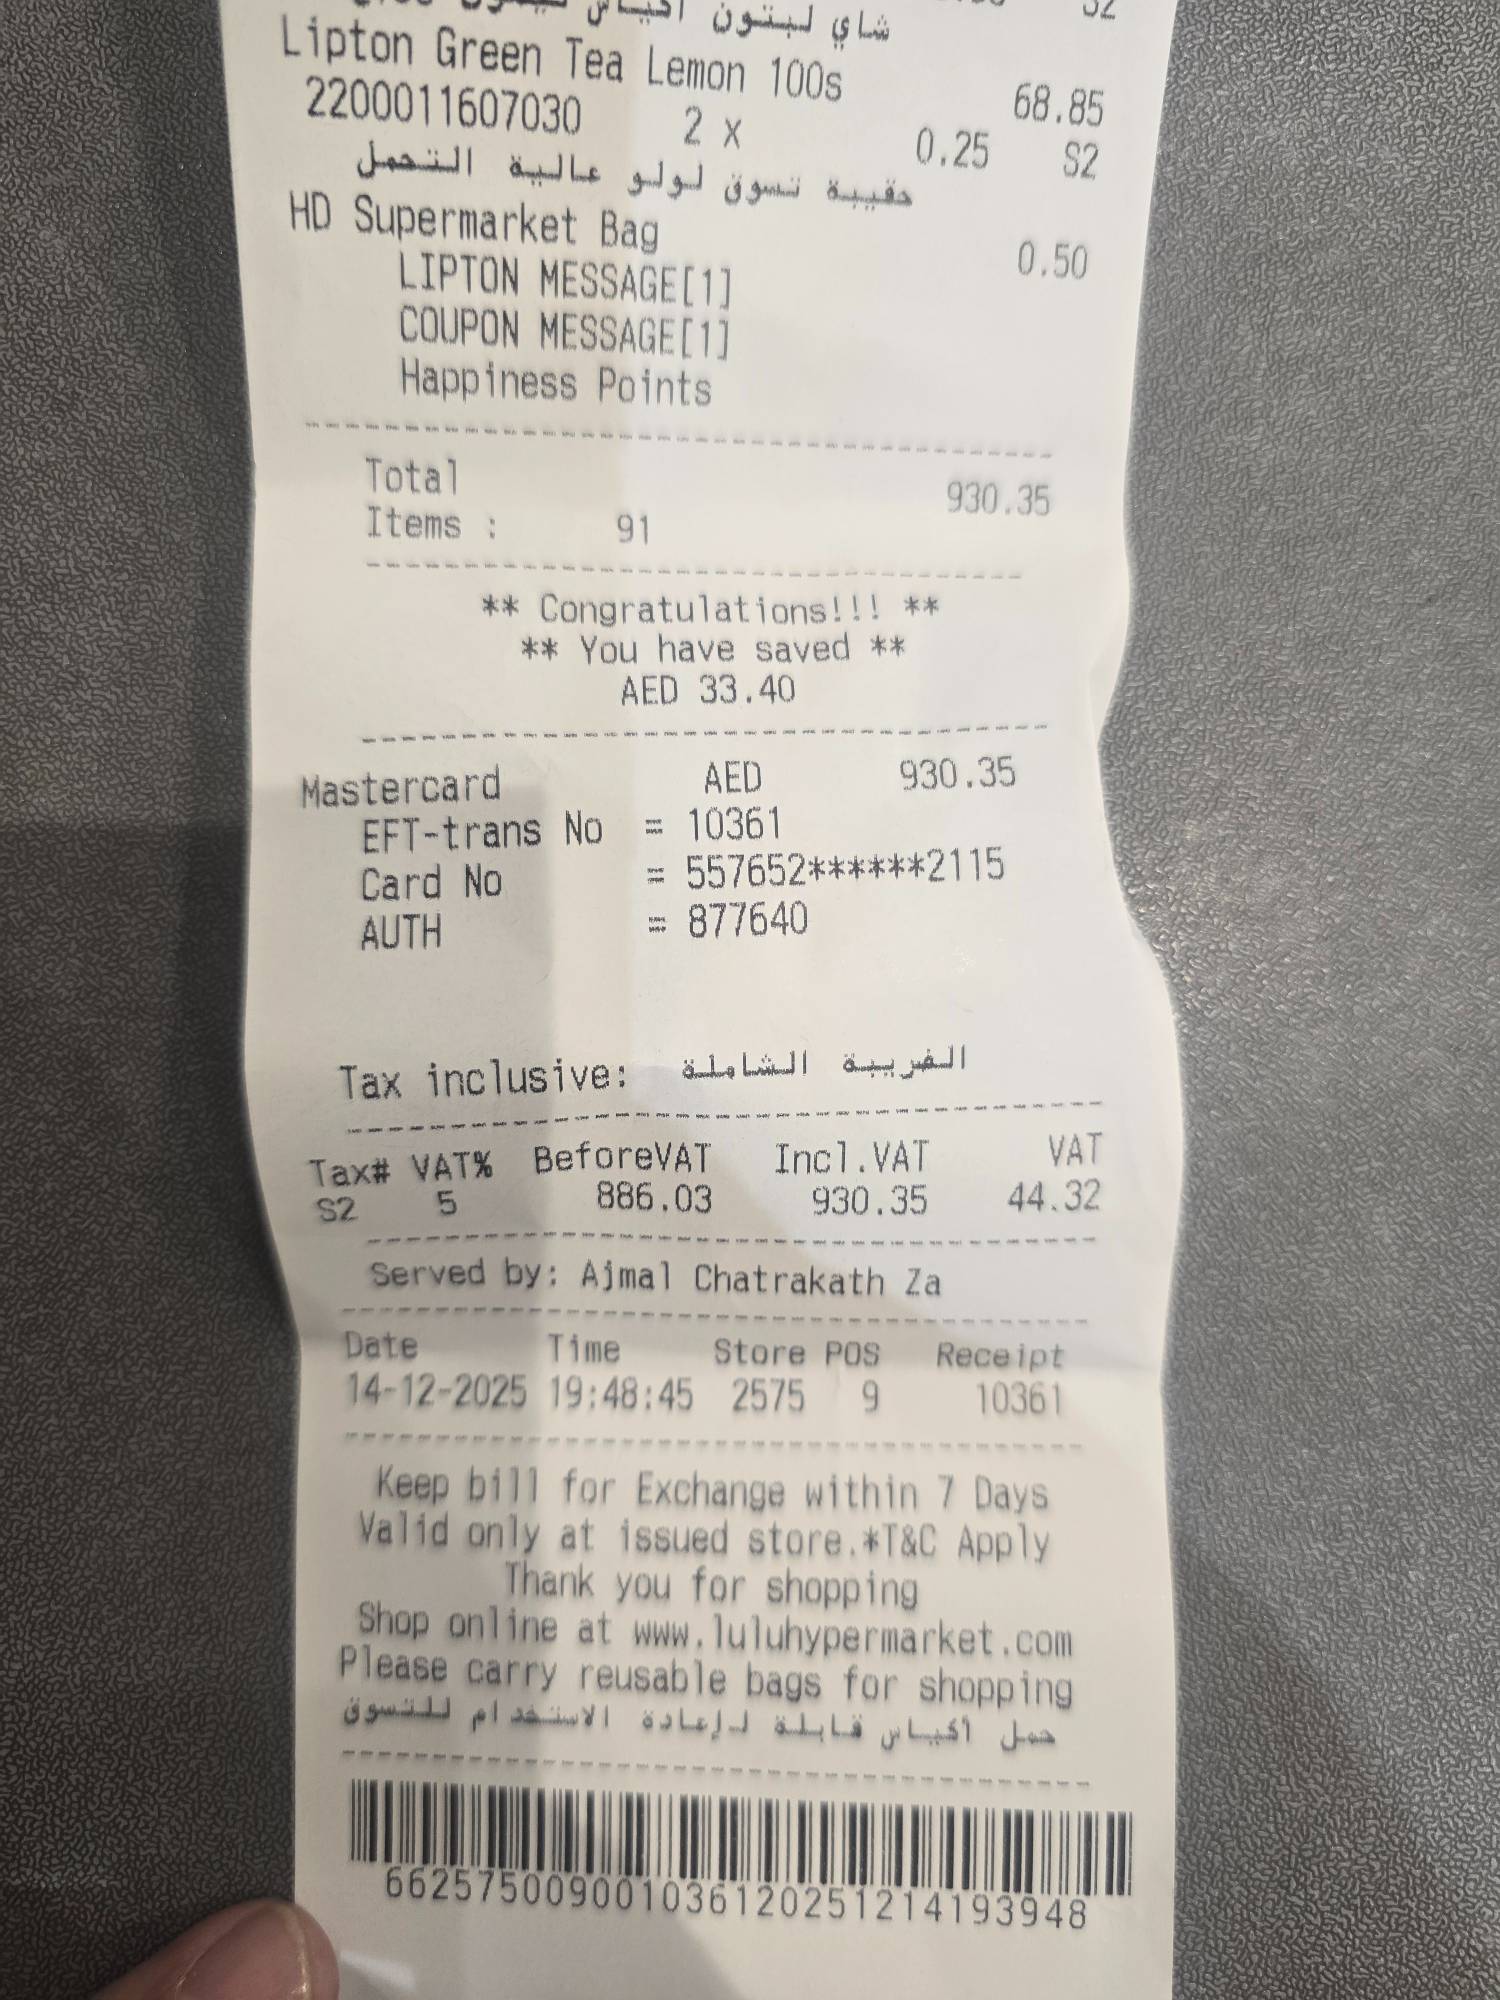 شاي لبتون أكياس ليمون
S2
Lipton Green Tea Lemon 100s
68.85
2200011607030 2 X 0.25 S2
حقيبة تسوق لولو عالية التحمل
HD Supermarket Bag
0.50
LIPTON MESSAGE[1]
COUPON MESSAGE[1]
Happiness Points
Total 930.35
Items : 91
** Congratulations!!! **
** You have saved **
AED 33.40
Mastercard AED 930.35
EFT-trans No = 10361
Card No = 557652******2115
AUTH = 877640
Tax inclusive: الضريبة الشاملة
Tax# VAT% BeforeVAT Incl.VAT VAT
S2 5 886.03 930.35 44.32
Served by: Ajmal Chatrakath Za
Date Time Store POS Receipt
14-12-2025 19:48:45 2575 9 10361
Keep bill for Exchange within 7 Days
Valid only at issued store.*T&C Apply
Thank you for shopping
Shop online at www.luluhypermarket.com
Please carry reusable bags for shopping
حمل أكياس قابلة لإعادة الاستخدام للتسوق
662575009001036120251214193948